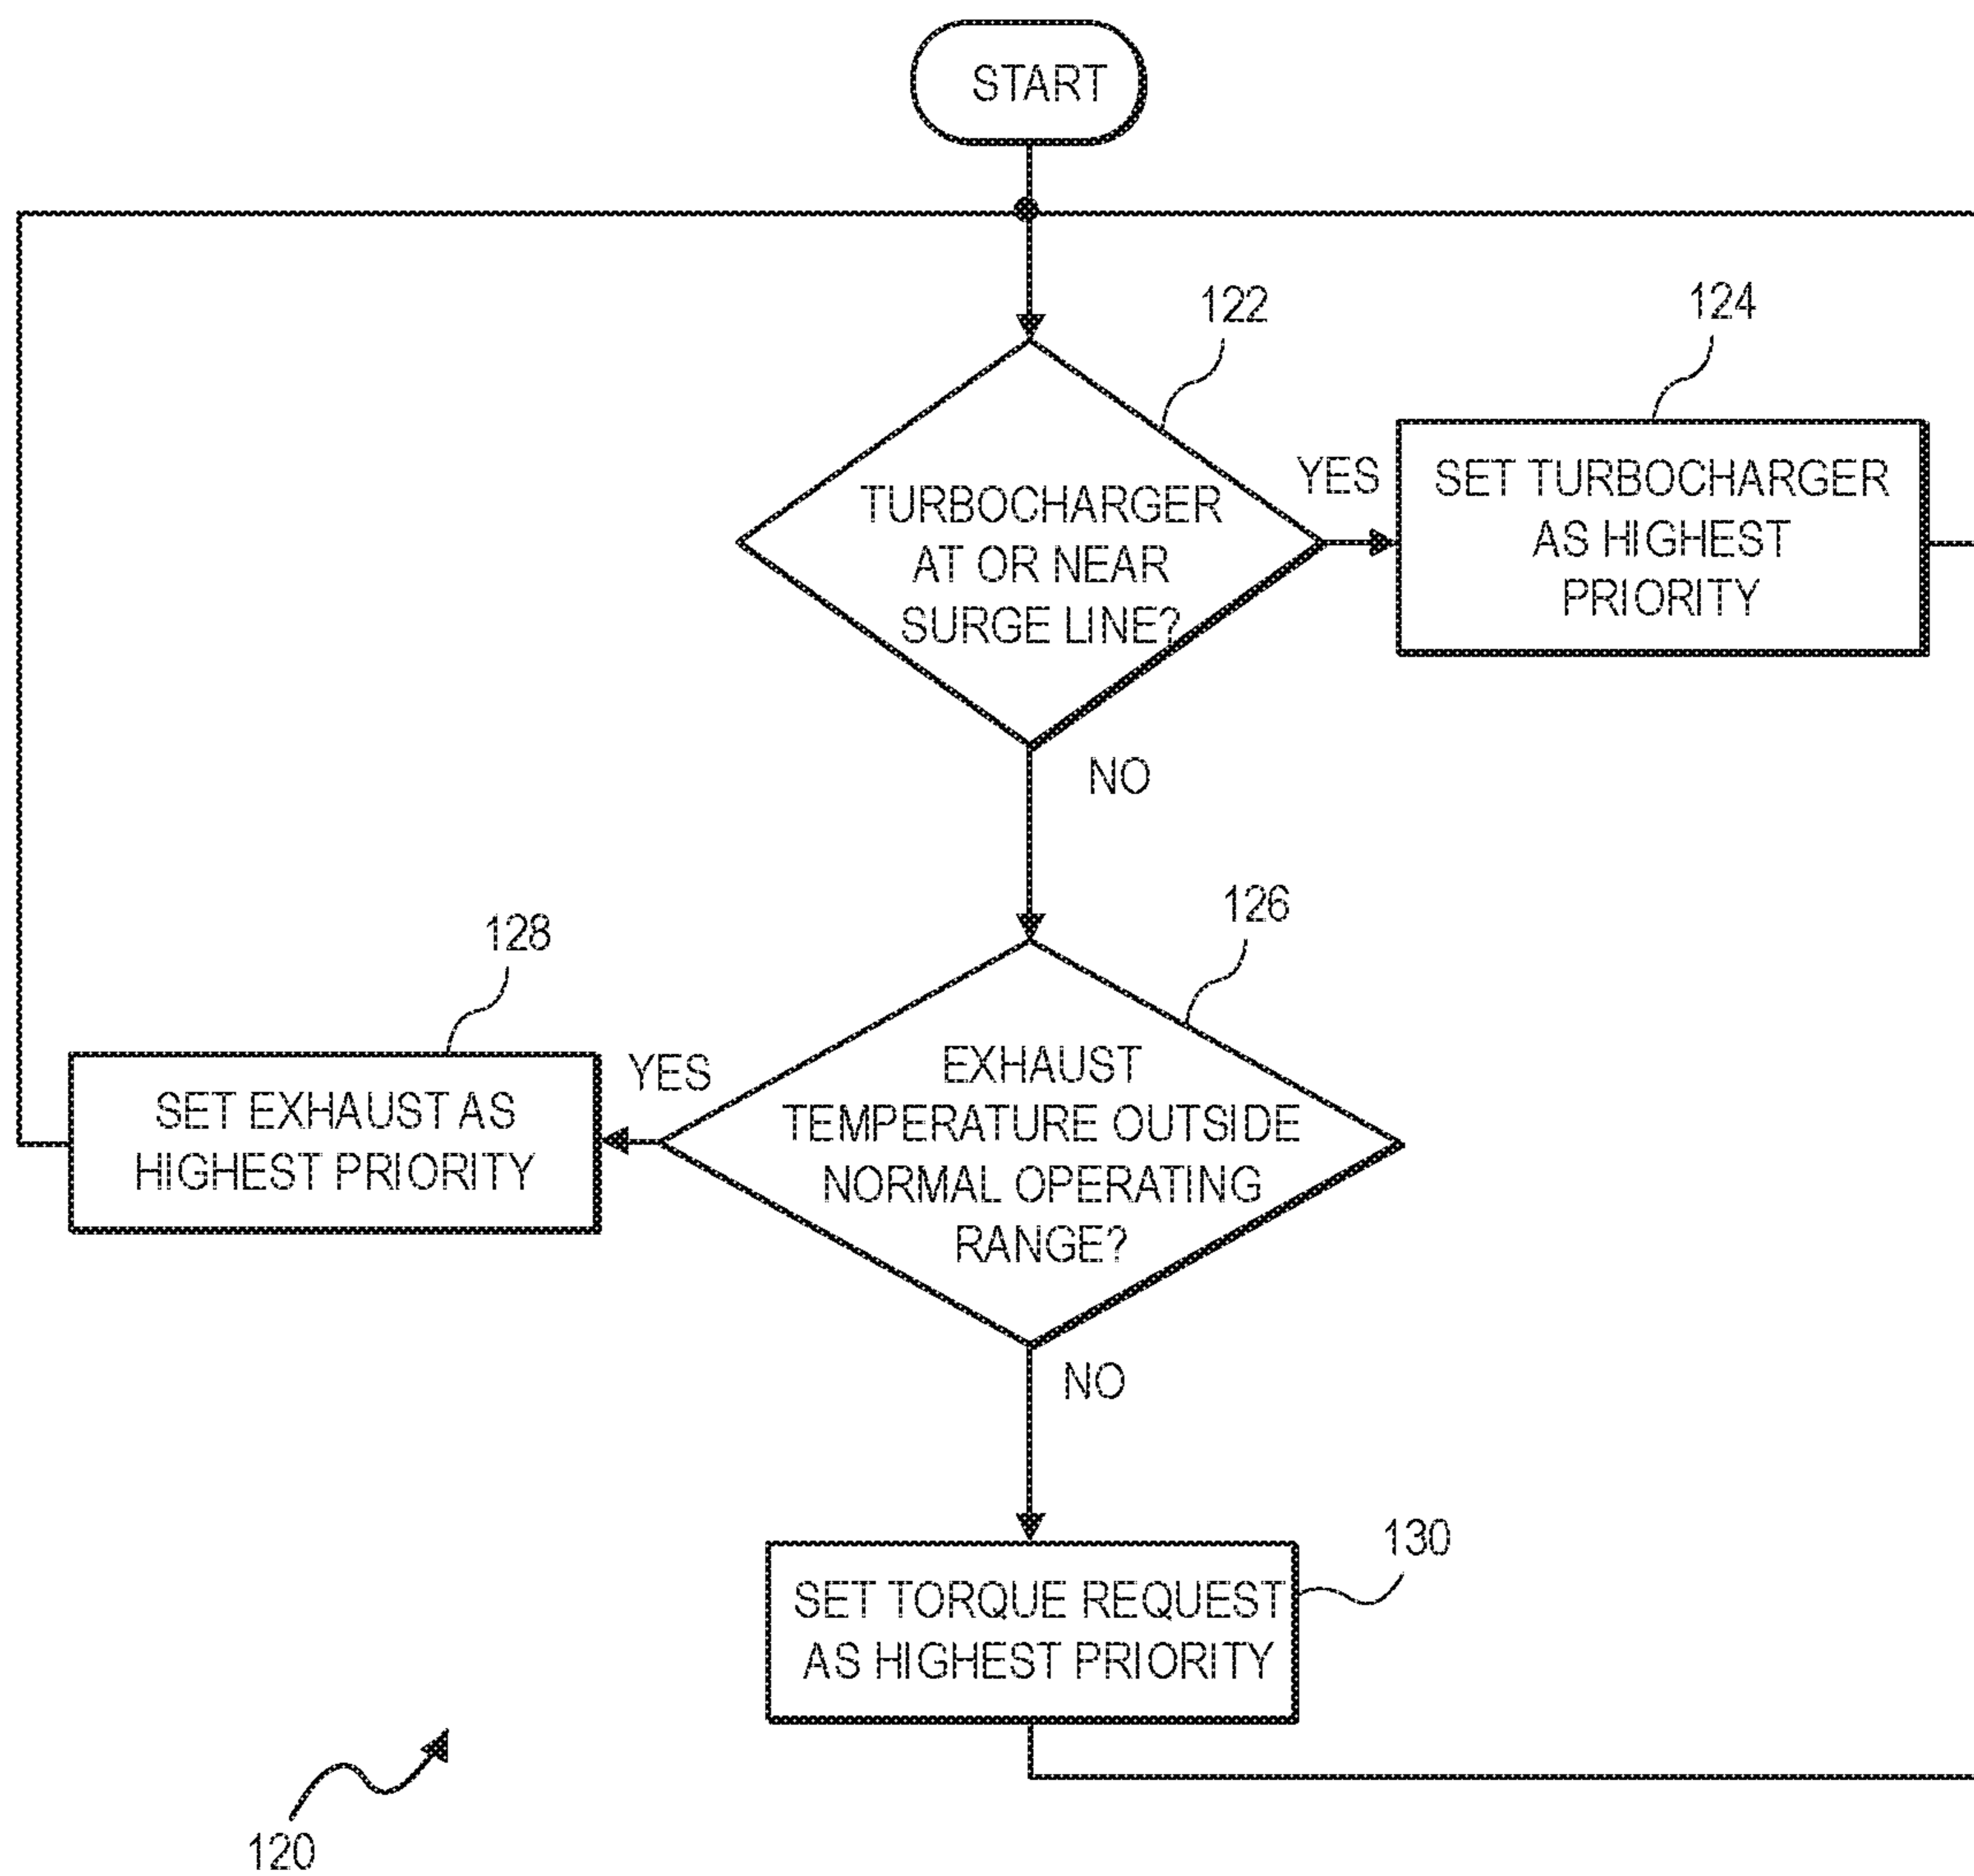 START
122
124
TURBOCHARGER
AT OR NEAR
SURGE LINE?
YES
SET TURBOCHARGER
AS HIGHEST
PRIORITY
NO
126
128
EXHAUST
TEMPERATURE OUTSIDE
NORMAL OPERATING
RANGE?
YES
SET EXHAUST AS
HIGHEST PRIORITY
NO
130
SET TORQUE REQUEST
AS HIGHEST PRIORITY
120